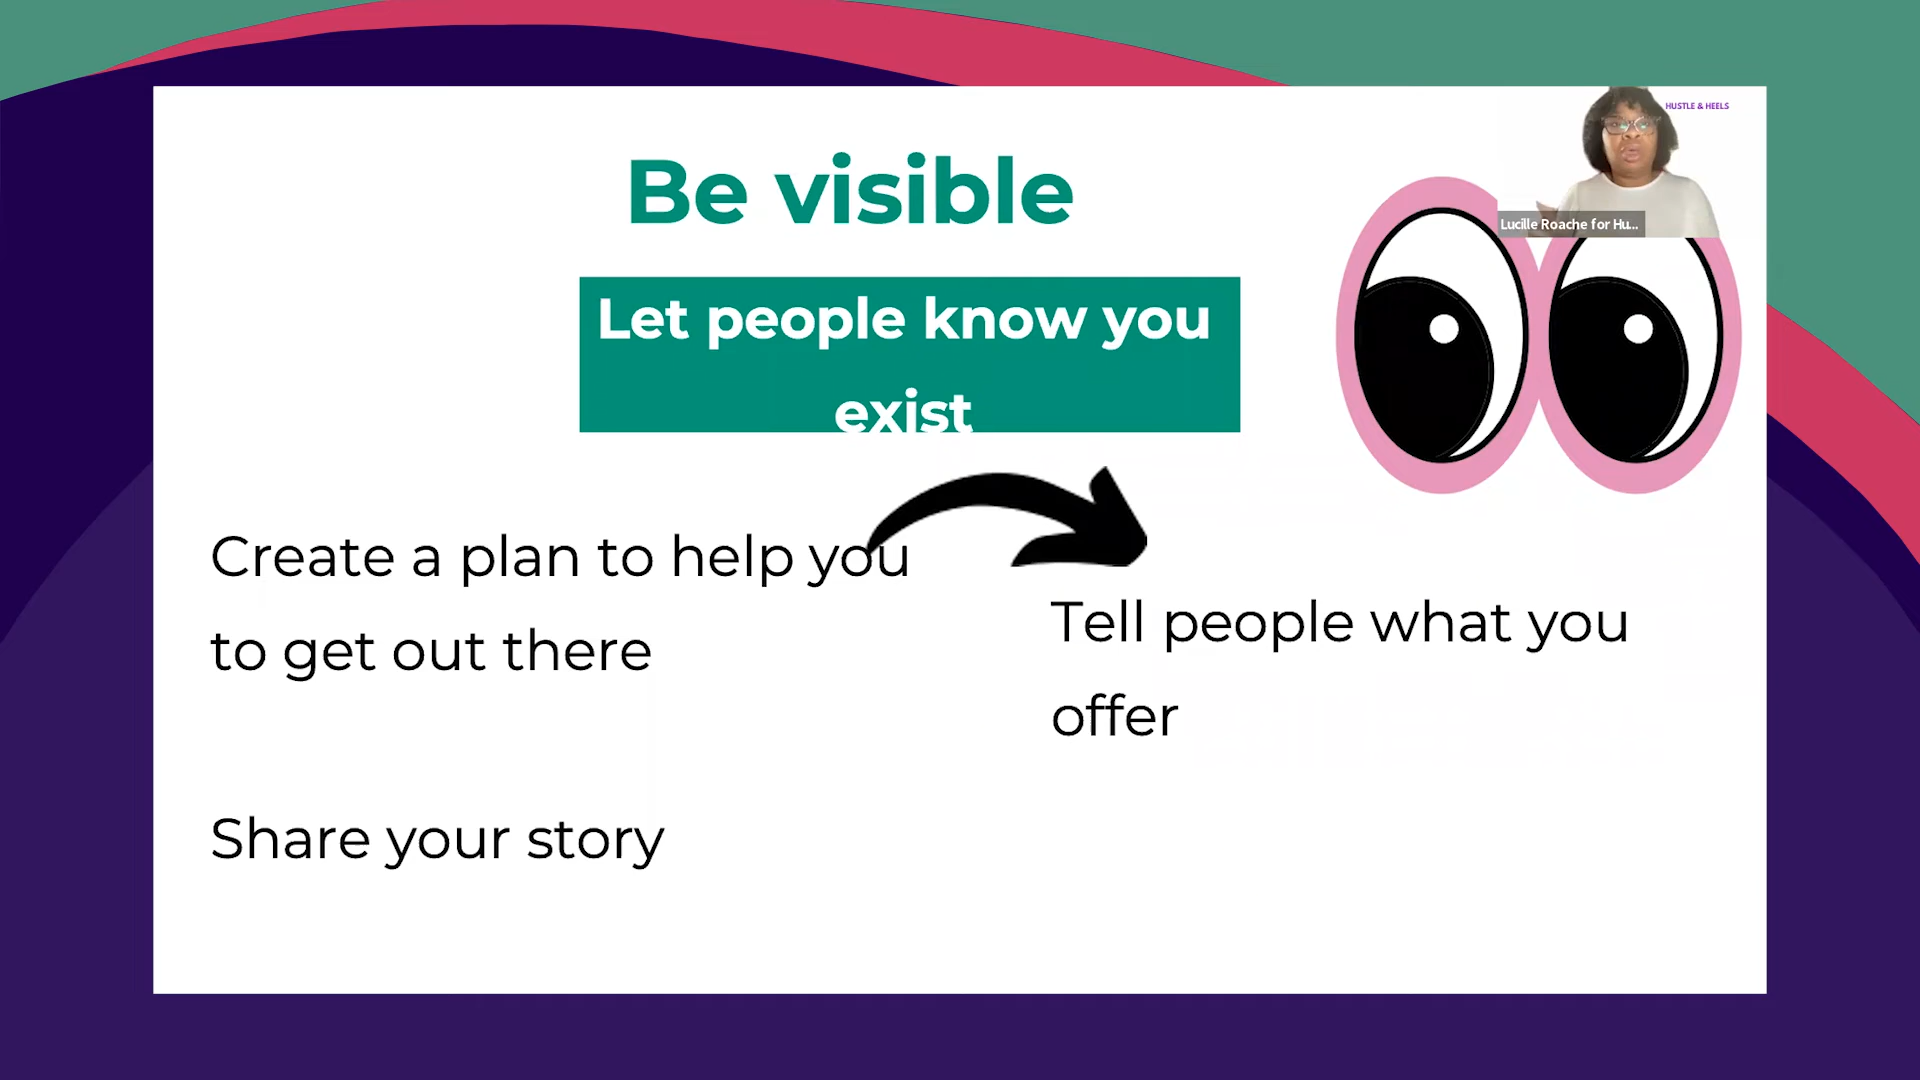 HUSTLE & HEELS
Be visible
Lucille Roache for Hu...
Let people know you
exist
Create a plan to help you
to get out there
Tell people what you
offer
Share your story